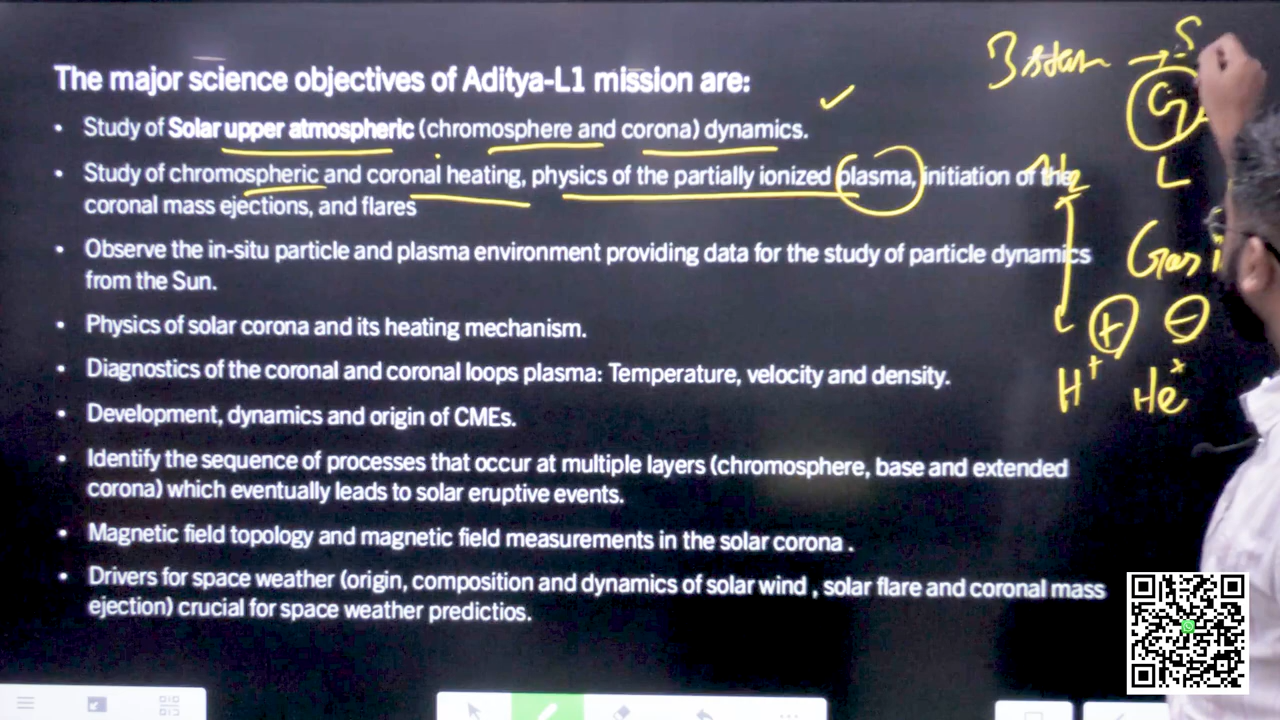 The major science objectives of Aditya-L1 mission are:
• Study of Solar upper atmospheric (chromosphere and corona) dynamics.
• Study of chromospheric and coronal heating, physics of the partially ionized plasma, initiation of the
coronal mass ejections, and flares
• Observe the in-situ particle and plasma environment providing data for the study of particle dynamics
from the Sun.
• Physics of solar corona and its heating mechanism.
• Diagnostics of the coronal and coronal loops plasma: Temperature, velocity and density.
• Development, dynamics and origin of CMEs.
• Identify the sequence of processes that occur at multiple layers (chromosphere, base and extended
corona) which eventually leads to solar eruptive events.
• Magnetic field topology and magnetic field measurements in the solar corona .
• Drivers for space weather (origin, composition and dynamics of solar wind , solar flare and coronal mass
ejection) crucial for space weather predictios.
3 → S
G
L
+ -
H+ He+